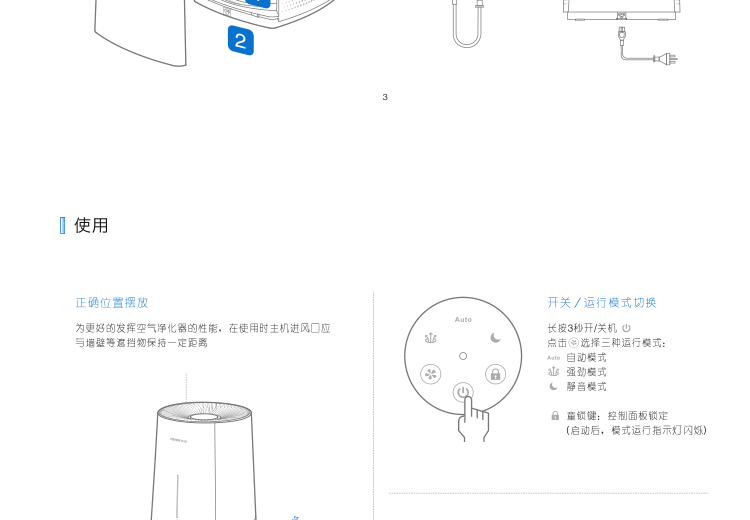 2
3
使用
正确位置摆放
为更好的发挥空气净化器的性能，在使用时主机进风口应
与墙壁等遮挡物保持一定距离
Auto
开关 / 运行模式切换
长按3秒开/关机
点击选择三种运行模式：
Auto 自动模式
强劲模式
静音模式
童锁键：控制面板锁定
(启动后，模式运行指示灯闪烁)